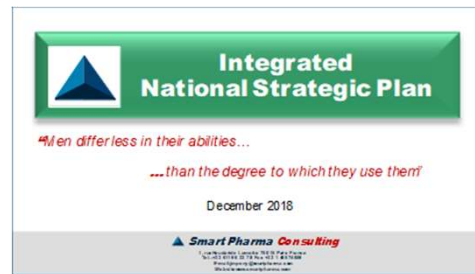 Integrated
National Strategic Plan
“Men differ less in their abilities…
…than the degree to which they use them”
December 2018
Smart Pharma Consulting